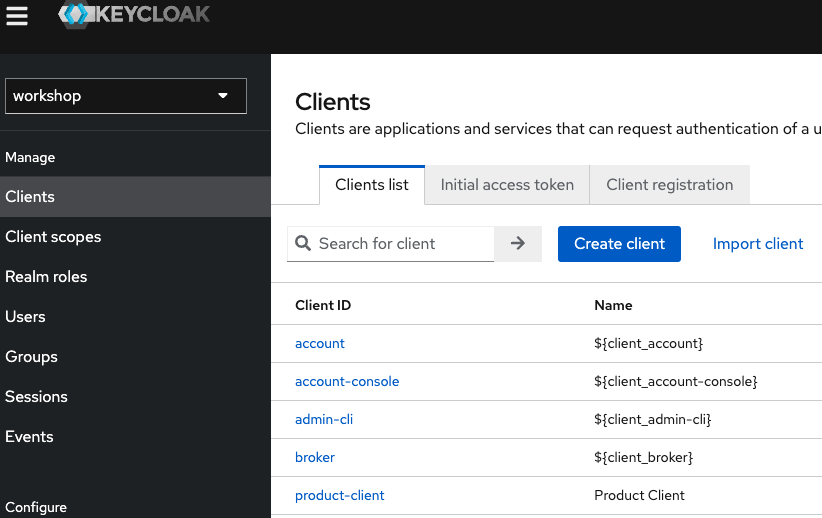 KEYCLOAK
workshop
Manage
Clients
Client scopes
Realm roles
Users
Groups
Sessions
Events
Configure
Clients
Clients are applications and services that can request authentication of a u
Clients list Initial access token Client registration
Search for client Create client Import client
Client ID Name
account ${client_account}
account-console ${client_account-console}
admin-cli ${client_admin-cli}
broker ${client_broker}
product-client Product Client